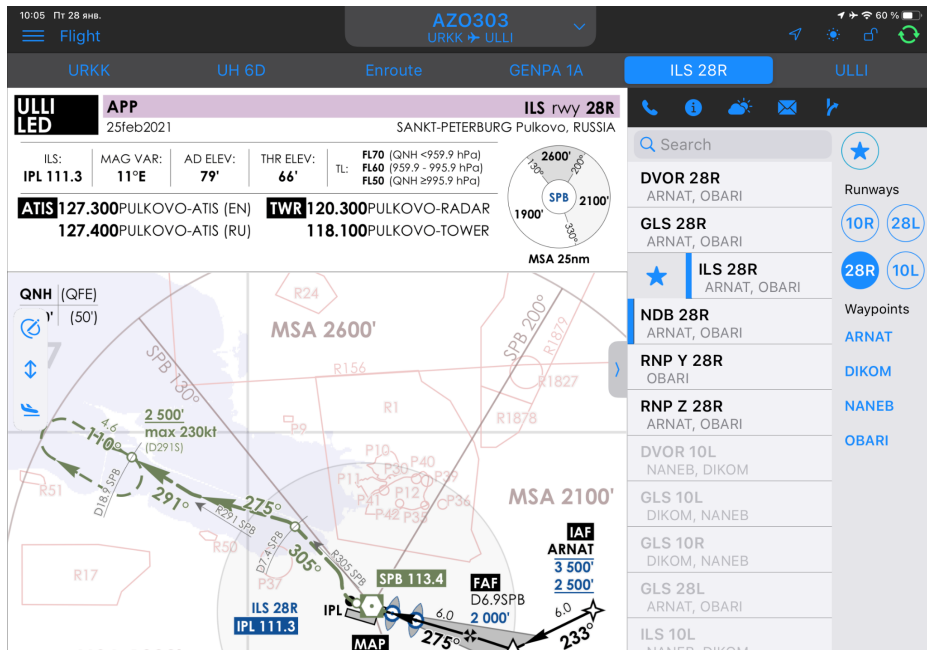 10:05 Пт 28 янв.
60 %
Flight
AZO303
URKK ✈ ULLI
URKK
UH 6D
Enroute
GENPA 1A
ILS 28R
ULLI
ULLI
LED
APP
ILS rwy 28R
25feb2021
SANKT-PETERBURG Pulkovo, RUSSIA
ILS:
IPL 111.3
MAG VAR:
11°E
AD ELEV:
79'
THR ELEV:
66'
TL:
FL70 (QNH <959.9 hPa)
FL60 (959.9 - 995.9 hPa)
FL50 (QNH ≥995.9 hPa)
2600'
130°
200°
SPB
2100'
1900'
330°
MSA 25nm
ATIS 127.300 PULKOVO-ATIS (EN)
127.400 PULKOVO-ATIS (RU)
TWR 120.300 PULKOVO-RADAR
118.100 PULKOVO-TOWER
QNH (QFE)
(50')
R24
MSA 2600'
SPB 130°
SPB 200°
R1879
R156
R1827
R1
R1878
P9
2 500'
max 230kt
(D291S)
4.6
110°
P10
P40
P30
P39
P11
P12
P41
P36
P42
P35
R51
D18.9 SPB
291°
R291 SPB
275°
MSA 2100'
R50
D7.4 SPB
305°
R305 SPB
R17
P37
IAF
ARNAT
3 500'
2 500'
SPB 113.4
FAF
D6.9SPB
2 000'
ILS 28R
IPL 111.3
IPL
6.0
6.0
275°
233°
MAP
Search
DVOR 28R
ARNAT, OBARI
GLS 28R
ARNAT, OBARI
ILS 28R
ARNAT, OBARI
NDB 28R
ARNAT, OBARI
RNP Y 28R
OBARI
RNP Z 28R
ARNAT, OBARI
DVOR 10L
NANEB, DIKOM
GLS 10L
DIKOM, NANEB
GLS 10R
DIKOM, NANEB
GLS 28L
ARNAT, OBARI
ILS 10L
NANEB, DIKOM
Runways
10R
28L
28R
10L
Waypoints
ARNAT
DIKOM
NANEB
OBARI